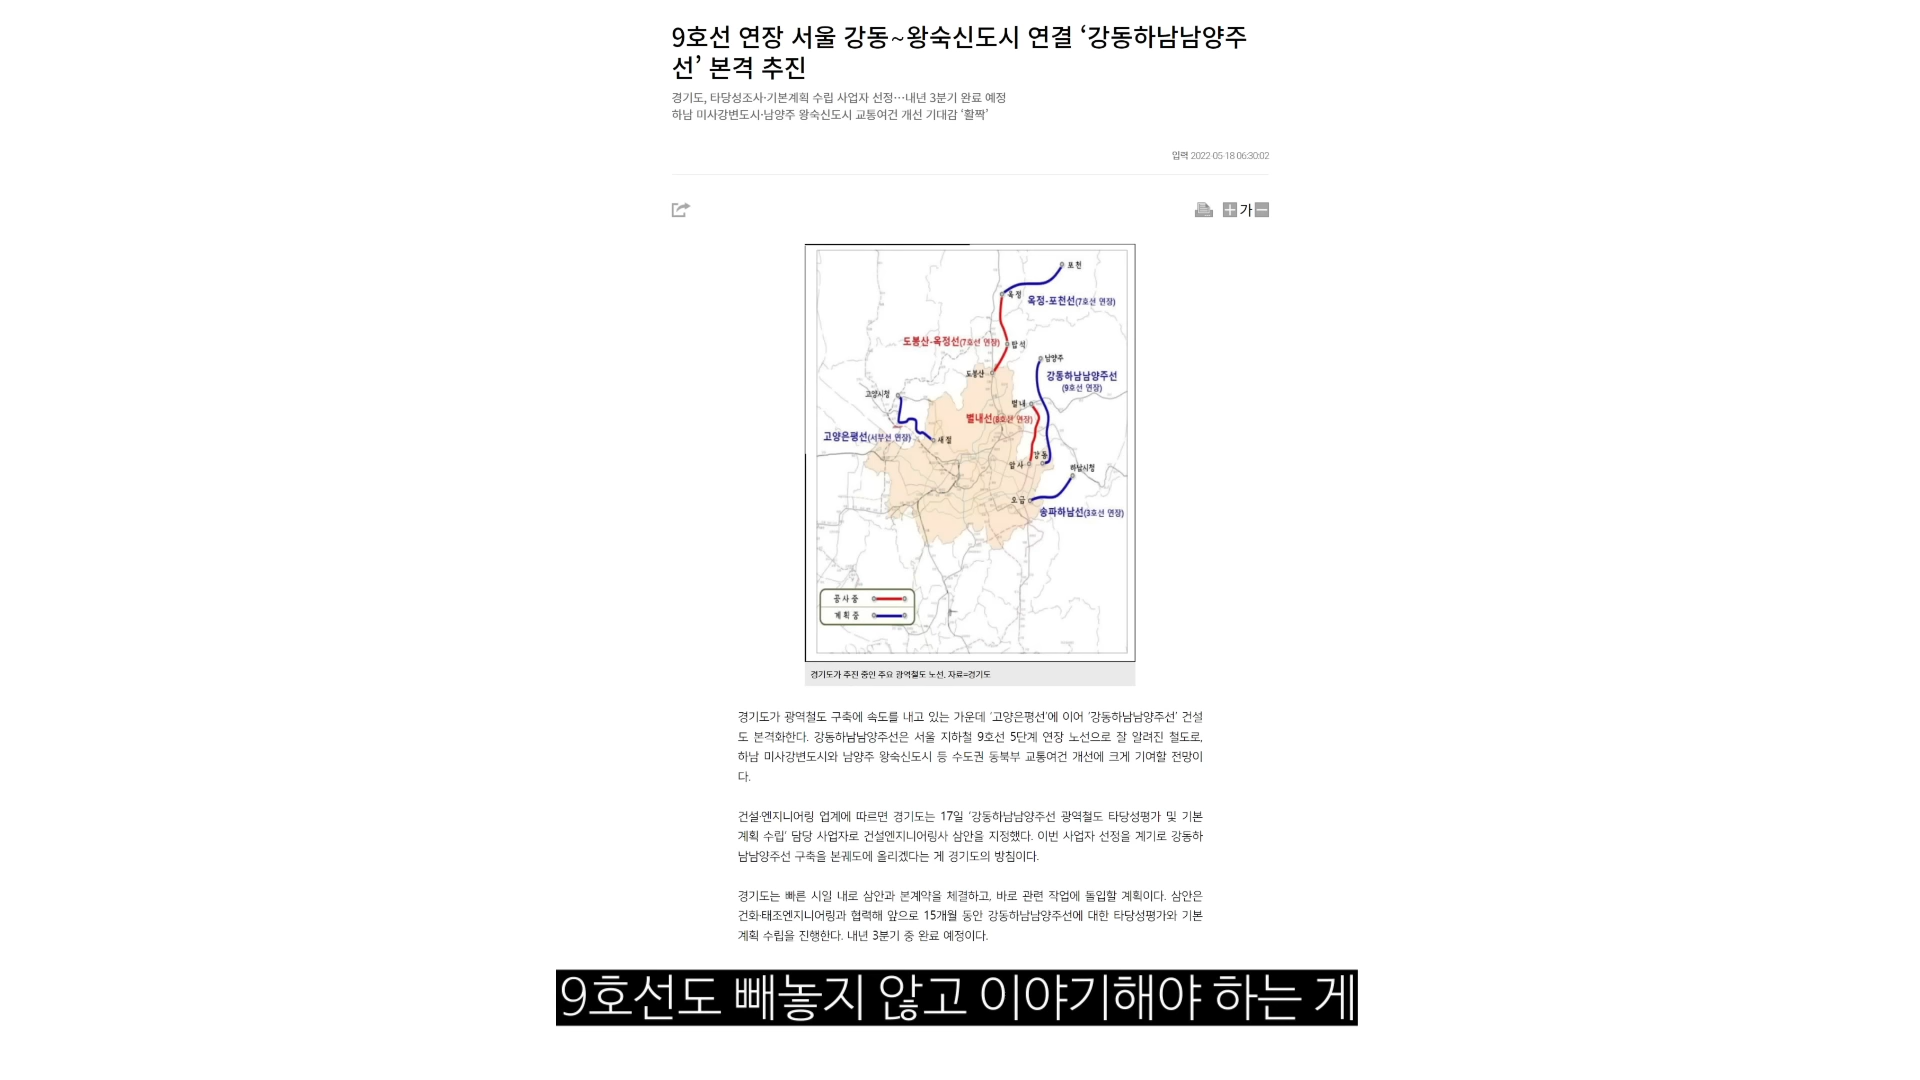 9호선 연장 서울 강동~왕숙신도시 연결 ‘강동하남남양주
선’ 본격 추진
경기도, 타당성조사·기본계획 수립 사업자 선정…내년 3분기 완료 예정
하남 미사강변도시·남양주 왕숙신도시 교통여건 개선 기대감 ‘활짝’
입력 2022-05-18 06:30:02
가
포천
옥정
옥정-포천선(7호선 연장)
도봉산-옥정선(7호선 연장)
탑석
남양주
도봉산
강동하남남양주선
(9호선 연장)
고양시청
별내
별내선(8호선 연장)
고양은평선(서부선 연장)
새절
강동
암사
하남시청
오금
송파하남선(3호선 연장)
공사중
계획중
경기도가 추진 중인 주요 광역철도 노선. 자료=경기도
경기도가 광역철도 구축에 속도를 내고 있는 가운데 ‘고양은평선’에 이어 ‘강동하남남양주선’ 건설
도 본격화한다. 강동하남남양주선은 서울 지하철 9호선 5단계 연장 노선으로 잘 알려진 철도로,
하남 미사강변도시와 남양주 왕숙신도시 등 수도권 동북부 교통여건 개선에 크게 기여할 전망이
다.
건설·엔지니어링 업계에 따르면 경기도는 17일 ‘강동하남남양주선 광역철도 타당성평가 및 기본
계획 수립’ 담당 사업자로 건설엔지니어링사 삼안을 지정했다. 이번 사업자 선정을 계기로 강동하
남남양주선 구축을 본궤도에 올리겠다는 게 경기도의 방침이다.
경기도는 빠른 시일 내로 삼안과 본계약을 체결하고, 바로 관련 작업에 돌입할 계획이다. 삼안은
건화·태조엔지니어링과 협력해 앞으로 15개월 동안 강동하남남양주선에 대한 타당성평가와 기본
계획 수립을 진행한다. 내년 3분기 중 완료 예정이다.
9호선도 빼놓지 않고 이야기해야 하는 게